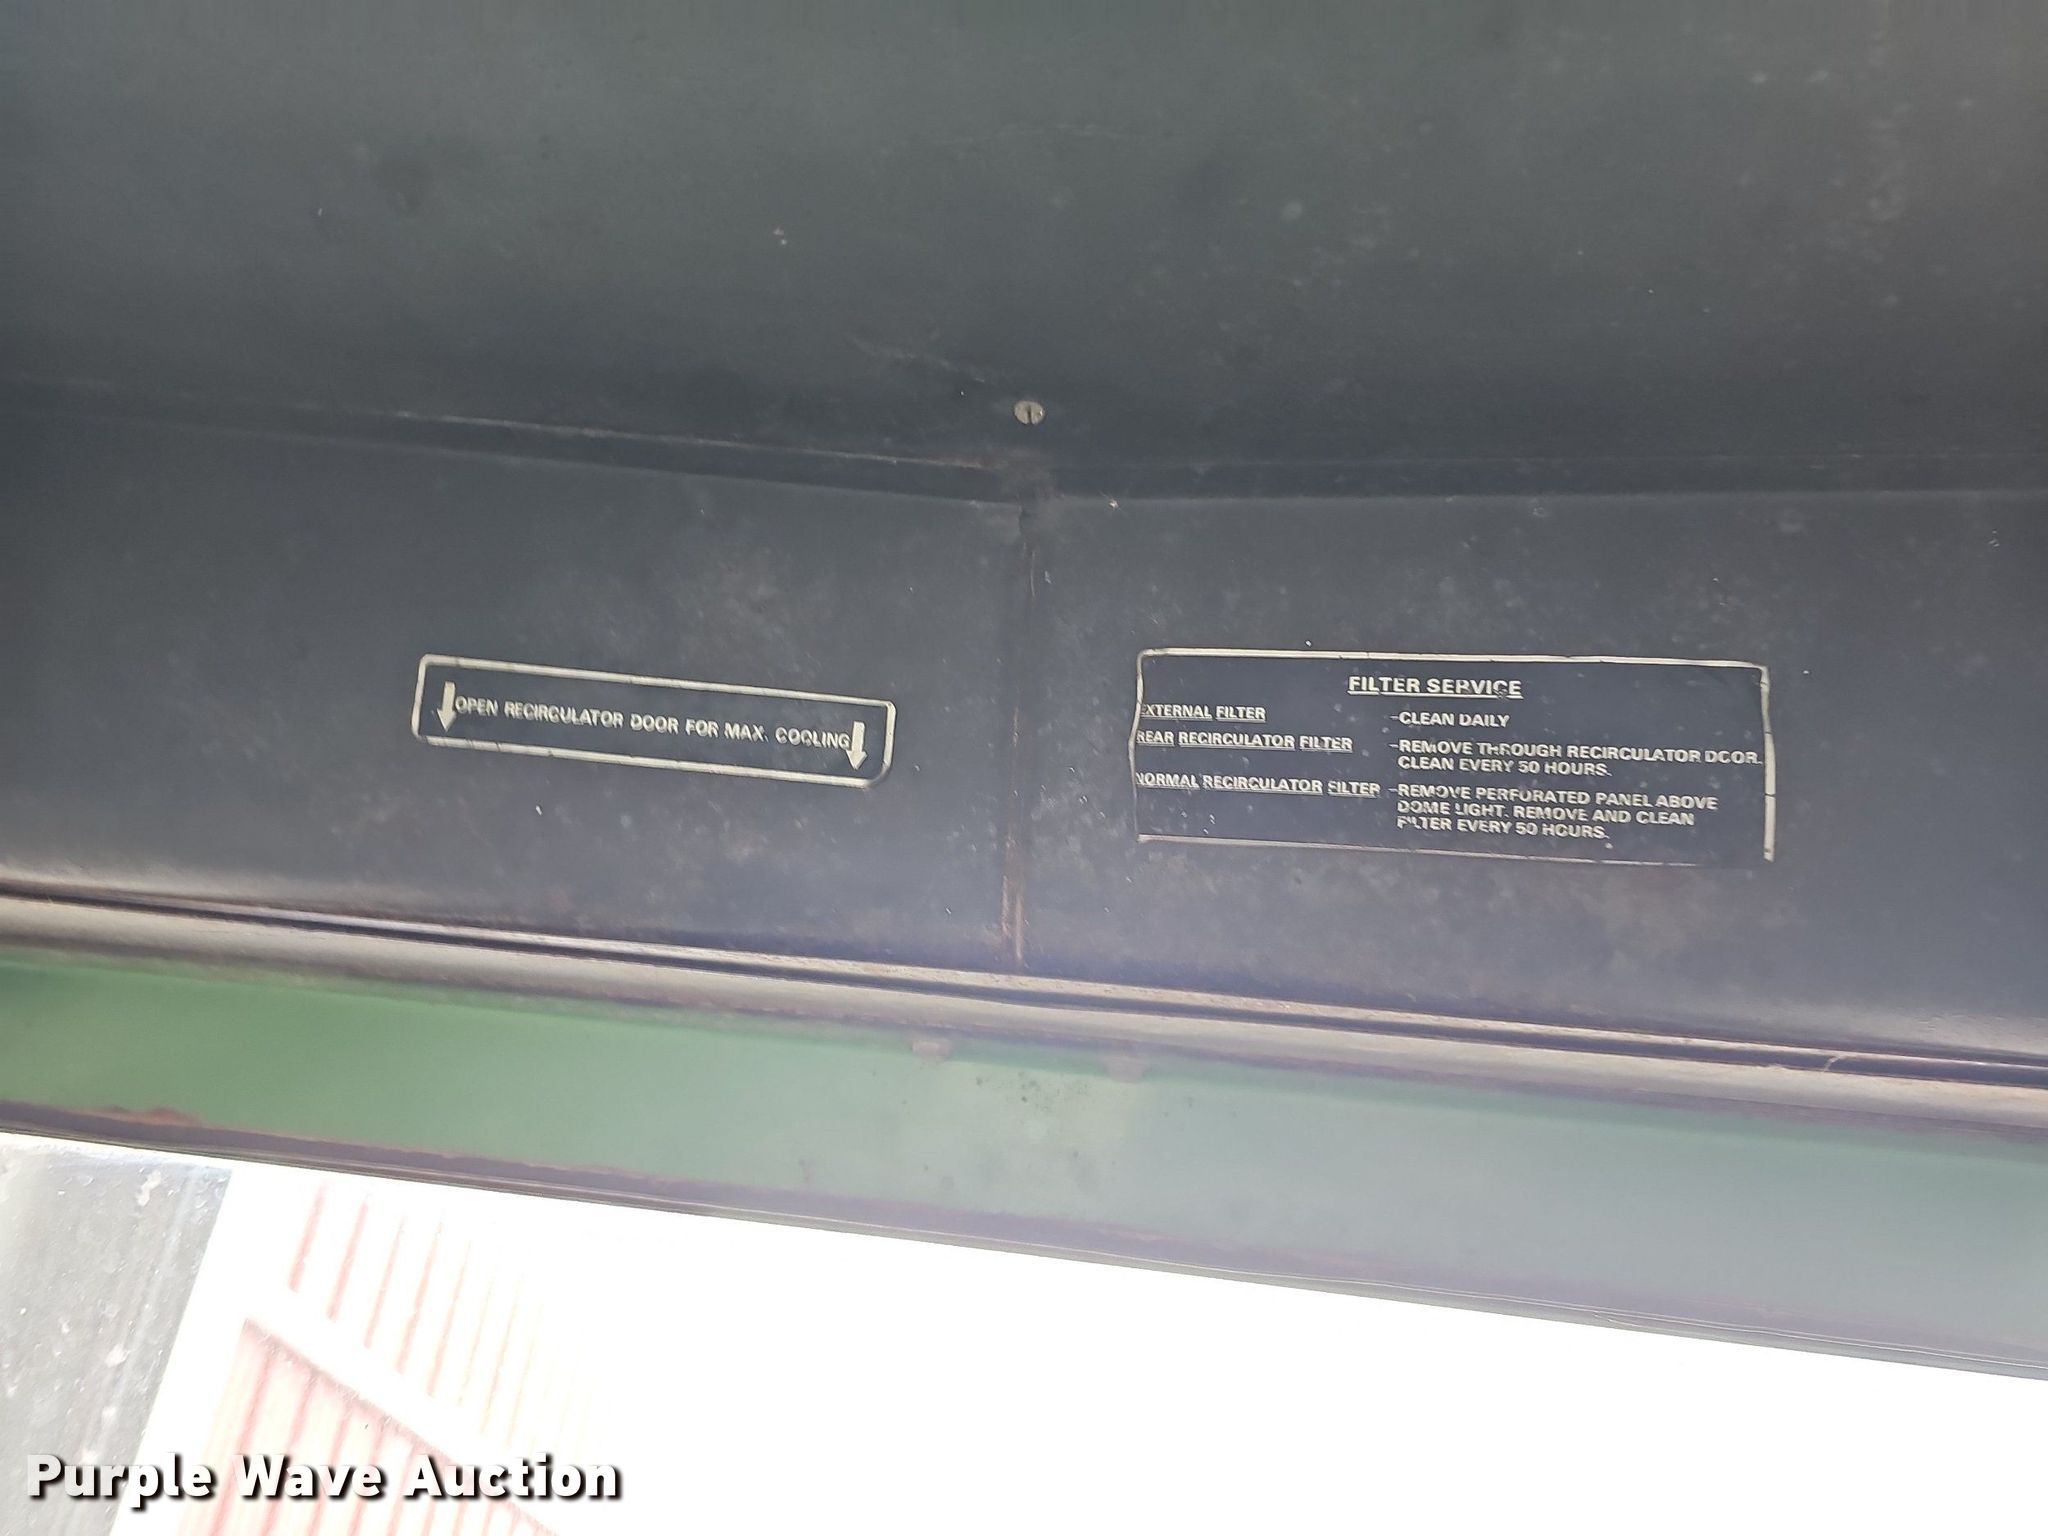 OPEN RECIRCULATOR DOOR FOR MAX. COOLING
FILTER SERVICE
EXTERNAL FILTER -CLEAN DAILY
REAR RECIRCULATOR FILTER -REMOVE THROUGH RECIRCULATOR DOOR.
CLEAN EVERY 50 HOURS.
NORMAL RECIRCULATOR FILTER -REMOVE PERFORATED PANEL ABOVE
DOME LIGHT. REMOVE AND CLEAN
FILTER EVERY 50 HOURS.
Purple Wave Auction